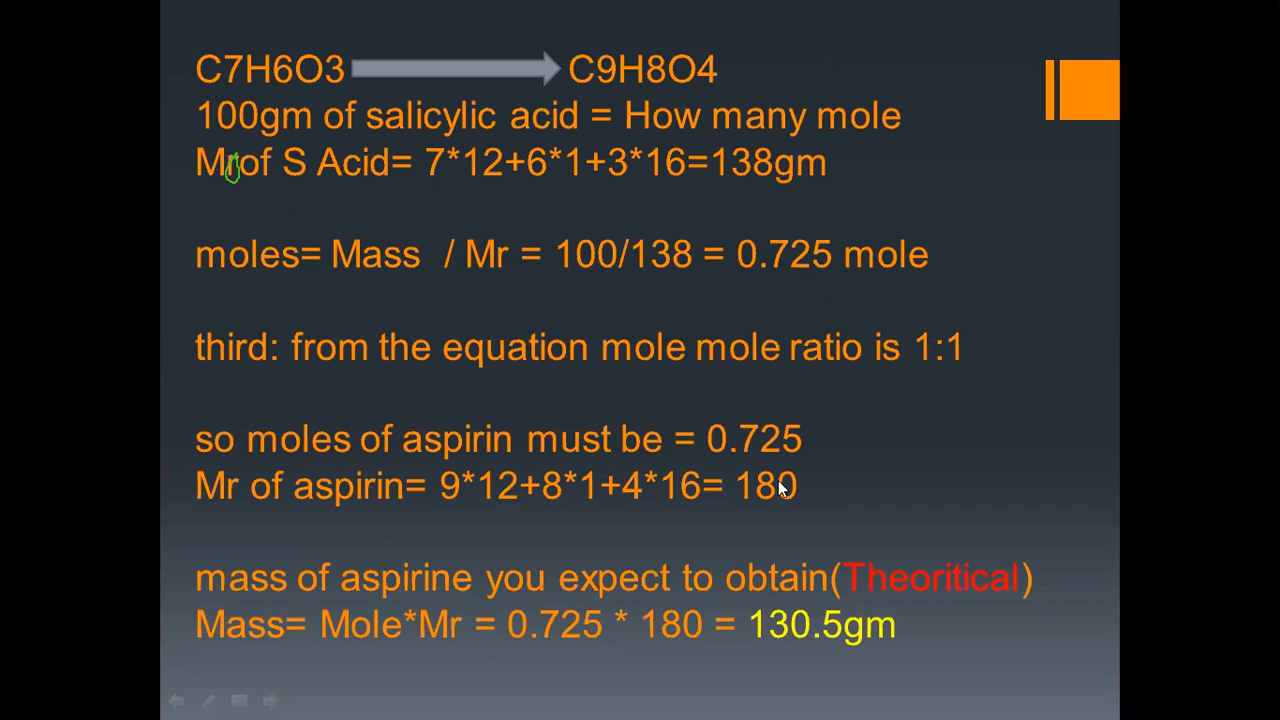 C7H6O3 C9H8O4
100gm of salicylic acid = How many mole
Mr of S Acid= 7*12+6*1+3*16=138gm
moles= Mass / Mr = 100/138 = 0.725 mole
third: from the equation mole mole ratio is 1:1
so moles of aspirin must be = 0.725
Mr of aspirin= 9*12+8*1+4*16= 180
mass of aspirine you expect to obtain(Theoritical)
Mass= Mole*Mr = 0.725 * 180 = 130.5gm